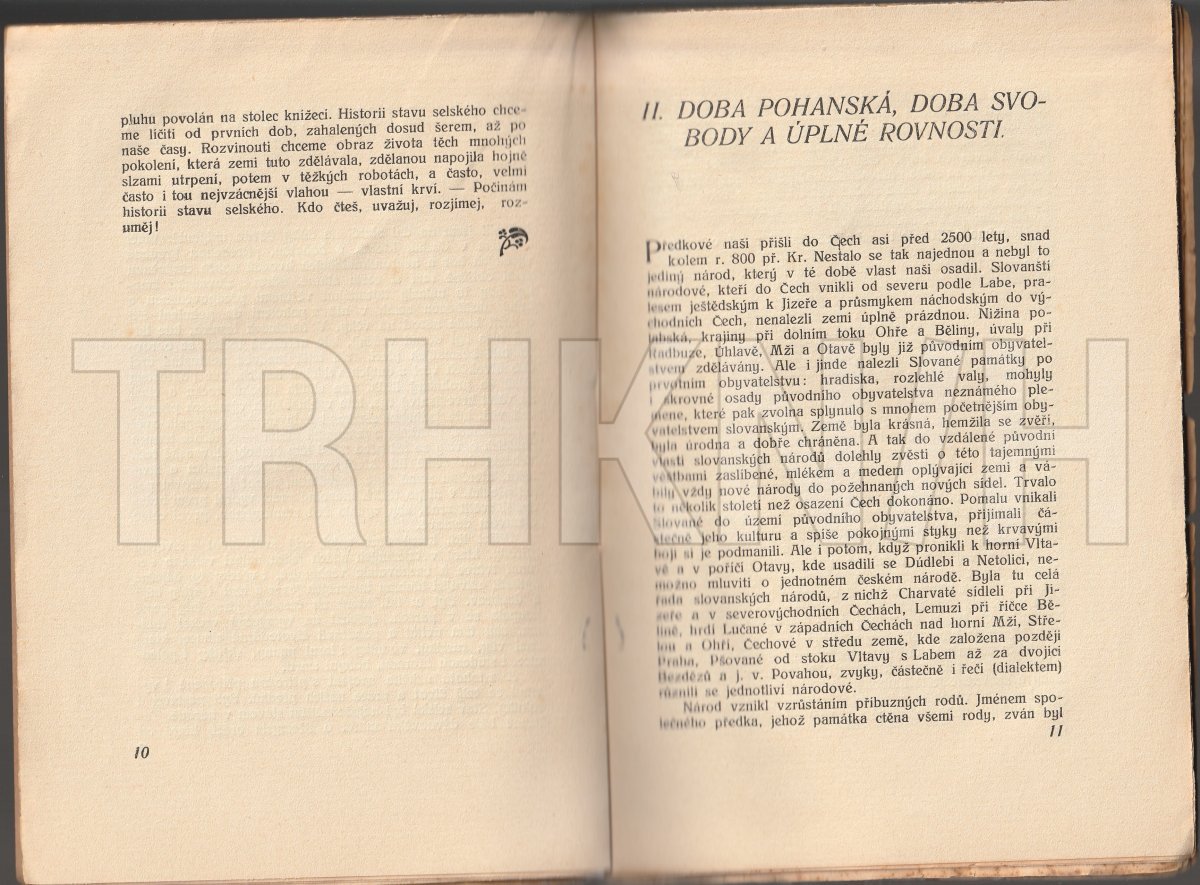 pluhu povolán na stolec knížecí. Historii stavu selského chce-
me líčiti od prvních dob, zahalených dosud šerem, až po
naše časy. Rozvinouti chceme obraz života těch mnohých
pokolení, která zemi tuto zdělávala, zdělanou napojila hojně
slzami utrpení, potem v těžkých robotách, a často, velmi
často i tou nejvzácnější vlahou — vlastní krví. — Počínám
historii stavu selského. Kdo čteš, uvažuj, rozjímej, roz-
uměj!
10
II. DOBA POHANSKÁ, DOBA SVO-
BODY A ÚPLNÉ ROVNOSTI.
Předkové naši přišli do Čech asi před 2500 lety, snad
kolem r. 800 př. Kr. Nestalo se tak najednou a nebyl to
jediný národ, který v té době vlast naši osadil. Slovanští
národové, kteří do Čech vnikli od severu podle Labe, pra-
lesem ještědským k Jizeře a průsmykem náchodským do vý-
chodních Čech, nenalezli zemi úplně prázdnou. Nížina po-
labská, krajiny při dolním toku Ohře a Běliny, úvaly při
Radbuze, Úhlavě, Mži a Otavě byly již původním obyvatel-
stvem zdělávány. Ale i jinde nalezli Slované památky po
prvotním obyvatelstvu: hradiska, rozlehlé valy, mohyly
i skrovné osady původního obyvatelstva neznámého ple-
mene, které pak zvolna splynulo s mnohem početnějším oby-
vatelstvem slovanským. Země byla krásná, hemžila se zvěří,
byla úrodna a dobře chráněna. A tak do vzdálené původní
vlasti slovanských národů dolehly zvěsti o této tajemnými
věštbami zaslíbené, mlékem a medem oplývající zemi a vá-
bily vždy nové národy do požehnaných nových sídel. Trvalo
to několik století než osazení Čech dokonáno. Pomalu vnikali
Slované do území původního obyvatelstva, přijímali čá-
stečně jeho kulturu a spíše pokojnými styky než krvavými
boji si je podmanili. Ale i potom, když pronikli k horní Vlta-
vě a v poříčí Otavy, kde usadili se Dúdlebi a Netolici, ne-
možno mluviti o jednotném českém národě. Byla tu celá
řada slovanských národů, z nichž Charvaté sídleli při Ji-
zeře a v severovýchodních Čechách, Lemuzi při říčce Bě-
lině, hrdí Lučané v západních Čechách nad horní Mží, Stře-
lou a Ohří, Čechové v středu země, kde založena později
Praha, Pšované od stoku Vltavy s Labem až za dvojici
Bezdězů a j. v. Povahou, zvyky, částečně i řečí (dialektem)
různili se jednotliví národové.
Národ vznikl vzrůstáním příbuzných rodů. Jménem spo-
lečného předka, jehož památka ctěna všemi rody, zván byl
11
TRHKNIH